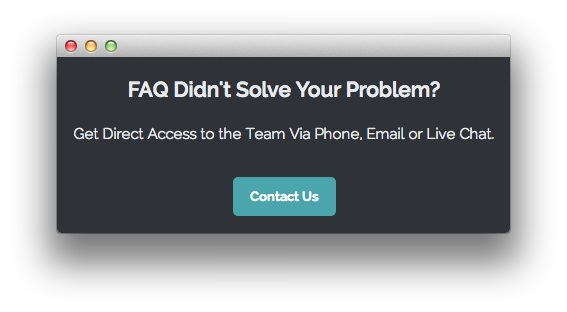 FAQ Didn't Solve Your Problem?
Get Direct Access to the Team Via Phone, Email or Live Chat.
Contact Us